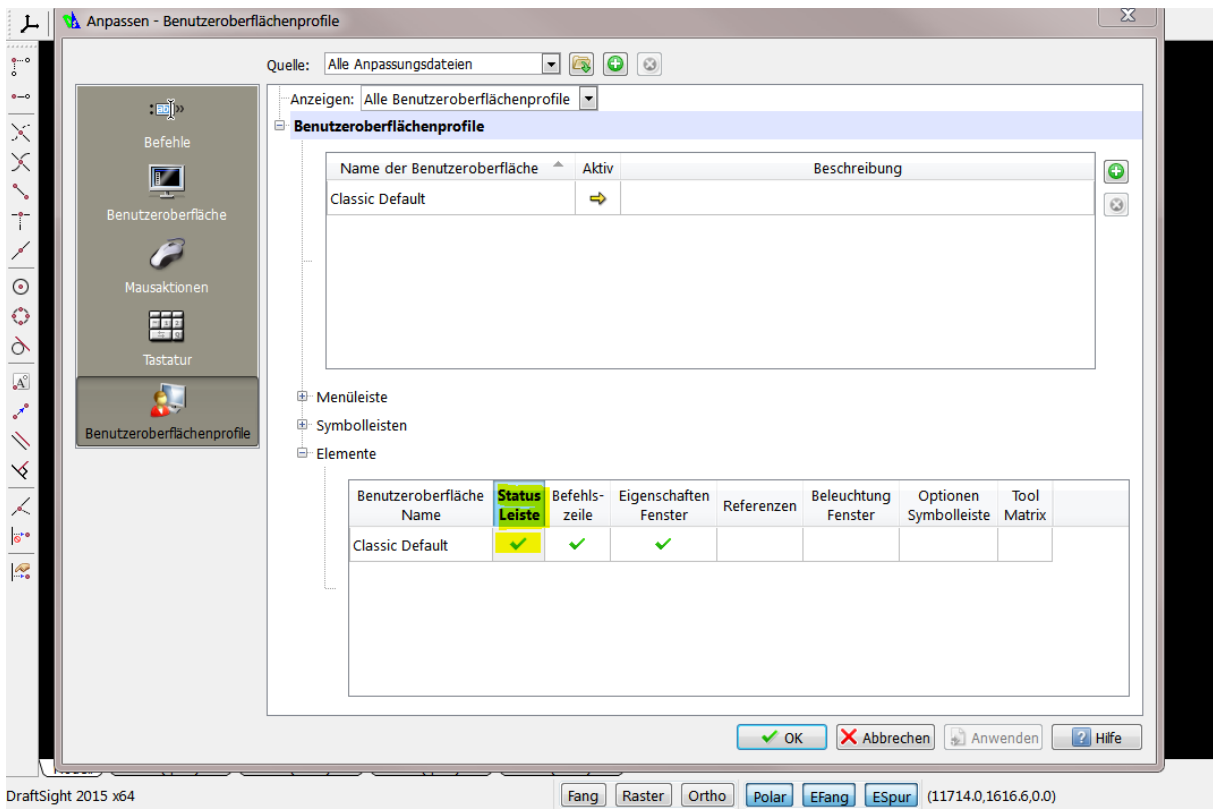 Anpassen - Benutzeroberflächenprofile
Quelle: Alle Anpassungsdateien
Befehle
Benutzeroberfläche
Mausaktionen
Tastatur
Benutzeroberflächenprofile
Anzeigen: Alle Benutzeroberflächenprofile
Benutzeroberflächenprofile
Name der Benutzeroberfläche Aktiv Beschreibung
Classic Default
Menüleiste
Symbolleisten
Elemente
Benutzeroberfläche Status Befehls- Eigenschaften Referenzen Beleuchtung Optionen Tool
Name Leiste zeile Fenster Fenster Symbolleiste Matrix
Classic Default
OK Abbrechen Anwenden Hilfe
DraftSight 2015 x64 Fang Raster Ortho Polar EFang ESpur (11714.0,1616.6,0.0)